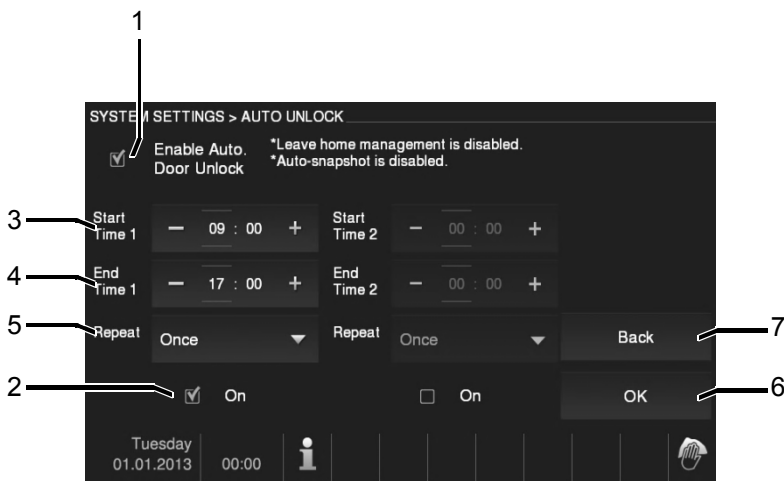 1
SYSTEM SETTINGS > AUTO UNLOCK
Enable Auto.
Door Unlock
*Leave home management is disabled.
*Auto-snapshot is disabled.
3
Start
Time 1
− 09 : 00 +
Start
Time 2
− 00 : 00 +
4
End
Time 1
− 17 : 00 +
End
Time 2
− 00 : 00 +
5
Repeat
Once
Repeat
Once
Back
7
2
On
On
OK
6
Tuesday
01.01.2013
00:00
i